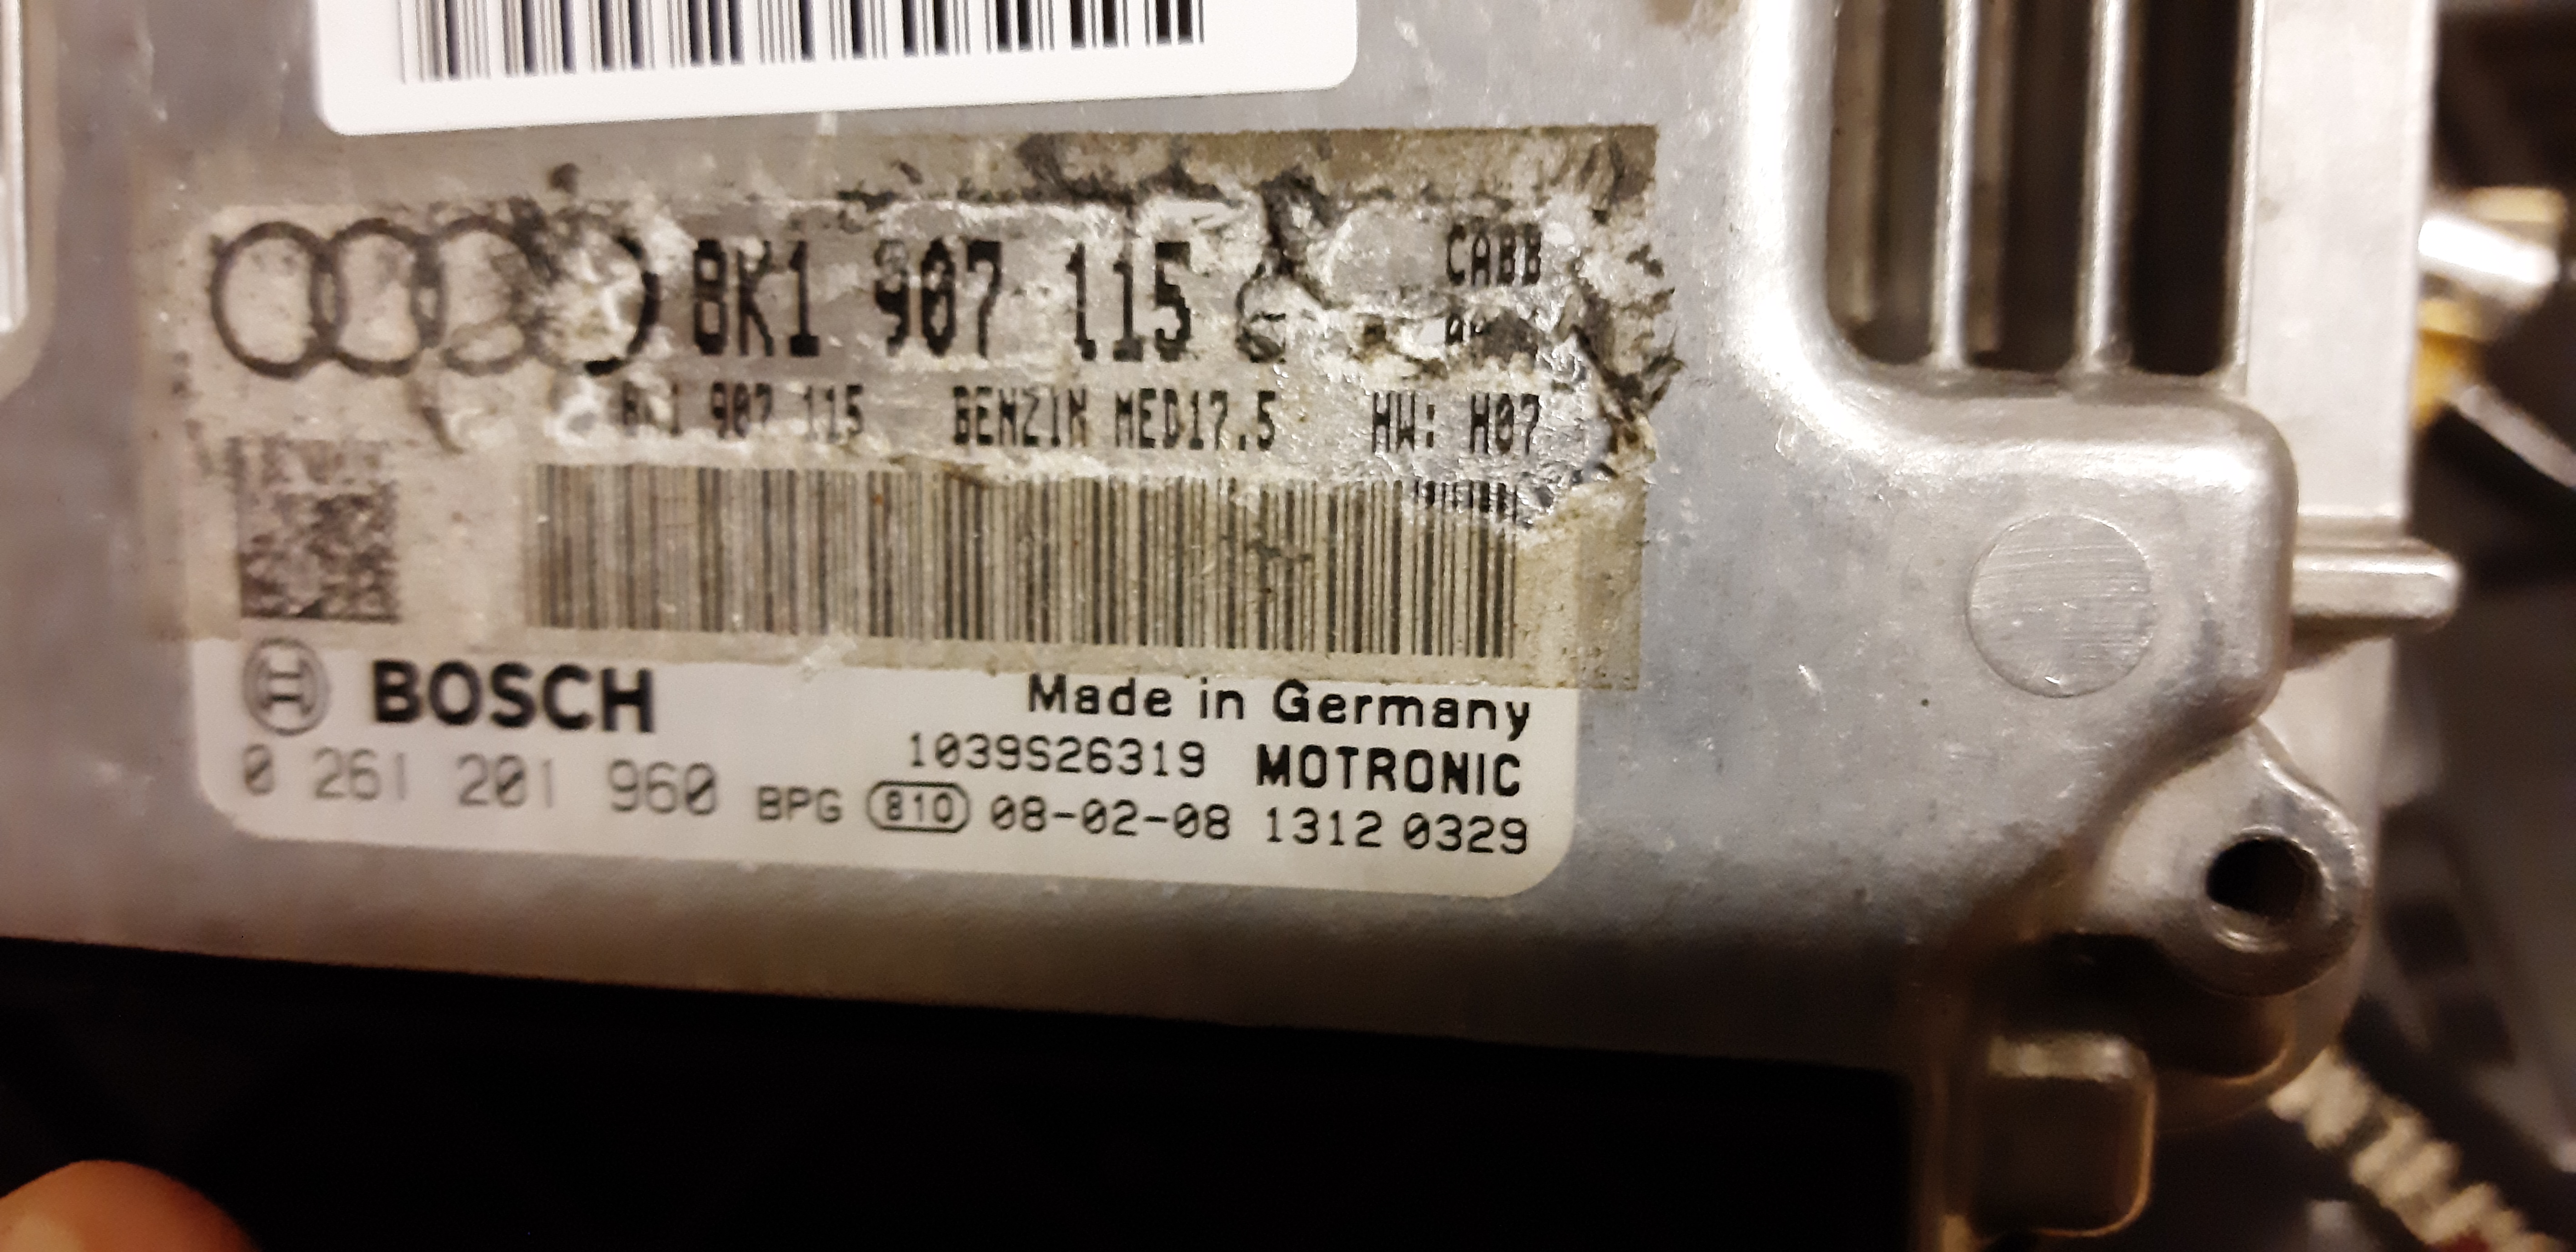 8K1 907 115
CABB
8K1 907 115 BENZIN MED17.5 HW: H07
BOSCH
Made in Germany
1039S26319 MOTRONIC
0 261 201 960 BPG 810 08-02-08 1312 0329